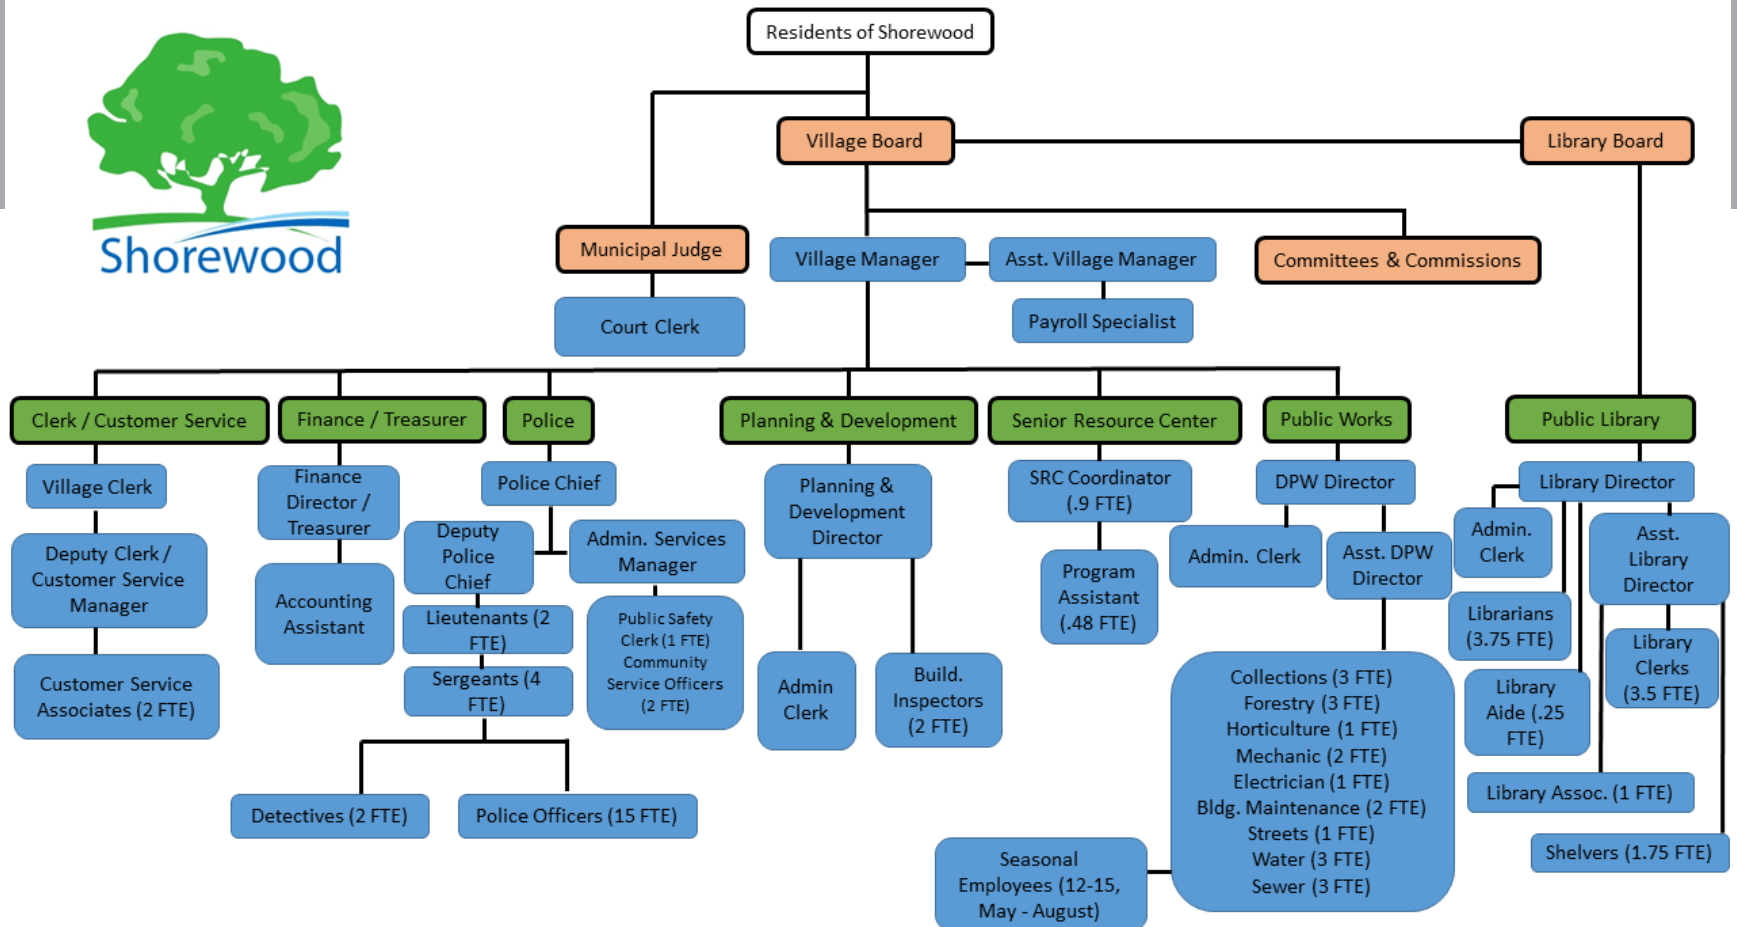 Residents of Shorewood
Village Board
Library Board
Shorewood
Municipal Judge
Village Manager
Asst. Village Manager
Committees & Commissions
Court Clerk
Payroll Specialist
Clerk / Customer Service
Finance / Treasurer
Police
Planning & Development
Senior Resource Center
Public Works
Public Library
Village Clerk
Deputy Clerk /
Customer Service
Manager
Customer Service
Associates (2 FTE)
Finance
Director /
Treasurer
Accounting
Assistant
Police Chief
Deputy
Police
Chief
Admin. Services
Manager
Lieutenants (2
FTE)
Sergeants (4
FTE)
Public Safety
Clerk (1 FTE)
Community
Service Officers
(2 FTE)
Detectives (2 FTE)
Police Officers (15 FTE)
Planning &
Development
Director
Admin
Clerk
Build.
Inspectors
(2 FTE)
SRC Coordinator
(.9 FTE)
Program
Assistant
(.48 FTE)
DPW Director
Admin. Clerk
Asst. DPW
Director
Collections (3 FTE)
Forestry (3 FTE)
Horticulture (1 FTE)
Mechanic (2 FTE)
Electrician (1 FTE)
Bldg. Maintenance (2 FTE)
Streets (1 FTE)
Water (3 FTE)
Sewer (3 FTE)
Seasonal
Employees (12-15,
May - August)
Library Director
Admin.
Clerk
Asst.
Library
Director
Librarians
(3.75 FTE)
Library
Clerks
(3.5 FTE)
Library
Aide (.25
FTE)
Library Assoc. (1 FTE)
Shelvers (1.75 FTE)